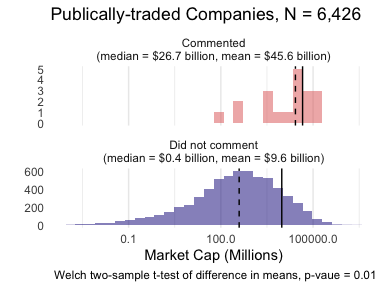 Publically-traded Companies, N = 6,426
Commented
(median = $26.7 billion, mean = $45.6 billion)
5
4
3
2
1
0
Did not comment
(median = $0.4 billion, mean = $9.6 billion)
600
400
200
0
0.1 100.0 100000.0
Market Cap (Millions)
Welch two-sample t-test of difference in means, p-vaue = 0.01